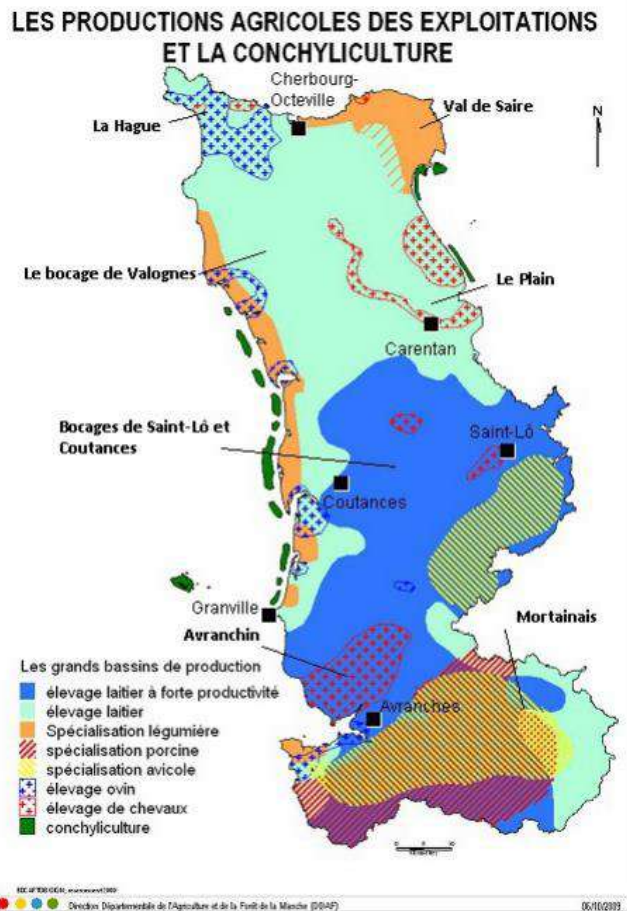 LES PRODUCTIONS AGRICOLES DES EXPLOITATIONS
ET LA CONCHYLICULTURE
Cherbourg-
Octeville
Val de Saire
La Hague
N
Le bocage de Valognes
Le Plain
Carentan
Bocages de Saint-Lô et
Coutances
Saint-Lô
Coutances
Granville
Mortainais
Avranchin
Avranches
Les grands bassins de production
élevage laitier à forte productivité
élevage laitier
Spécialisation légumière
spécialisation porcine
spécialisation avicole
élevage ovin
élevage de chevaux
conchyliculture
Direction Départementale de l'Agriculture et de la Forêt de la Manche (DDAF)
06/10/2009